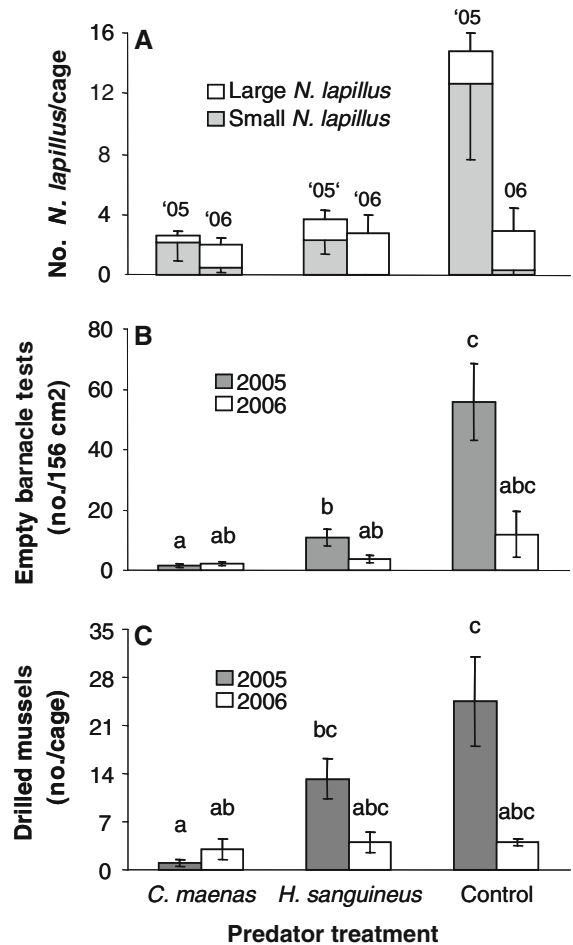 A
No. N. lapillus/cage
16
12
8
4
0
Large N. lapillus
Small N. lapillus
‘05
‘06
‘05‘
‘06
‘05
06
B
Empty barnacle tests
(no./156 cm2)
80
60
40
20
0
2005
2006
a
ab
b
ab
c
abc
C
Drilled mussels
(no./cage)
35
28
21
14
7
0
2005
2006
a
ab
bc
abc
c
abc
C. maenas
H. sanguineus
Control
Predator treatment